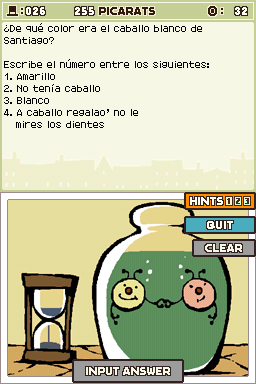 :026 255 PICARATS : 32
¿De qué color era el caballo blanco de
Santiago?
Escribe el número entre los siguientes:
1. Amarillo
2. No tenía caballo
3. Blanco
4. A caballo regalao' no le
mires los dientes
HINTS 1 2 3
QUIT
CLEAR
INPUT ANSWER